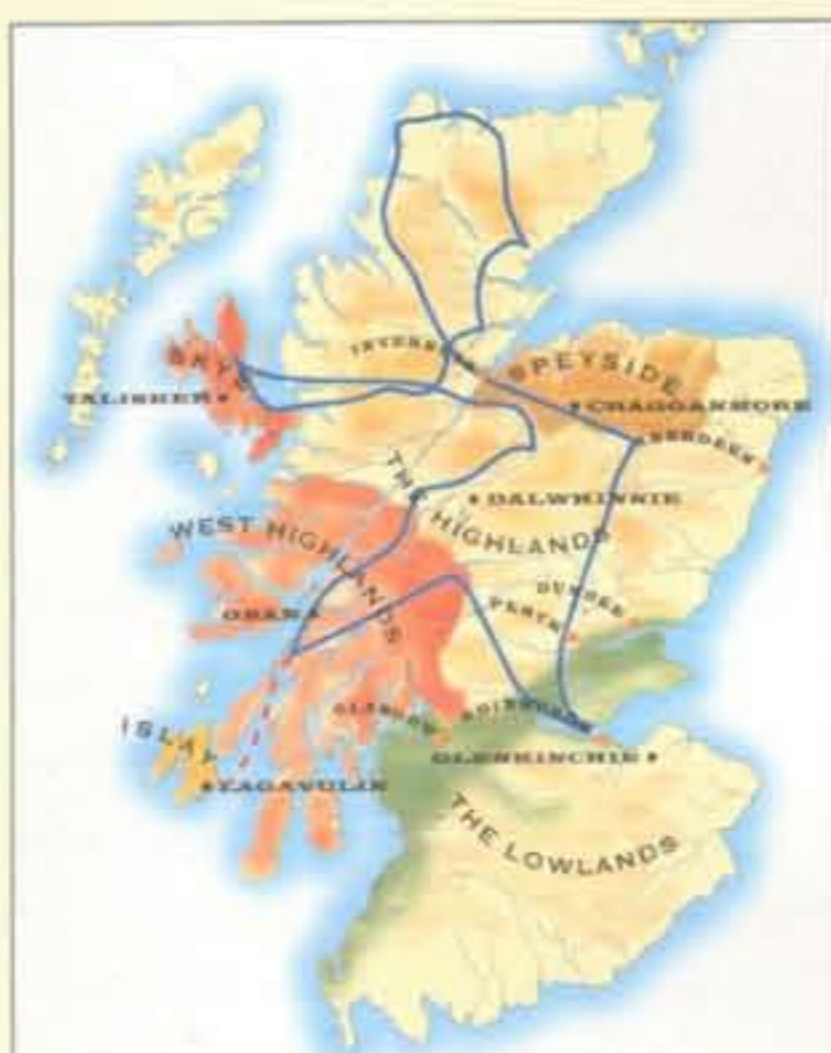 INVERNESS
SPEYSIDE
SKYE
TALISKER
CRAGGANMORE
ABERDEEN
THE HIGHLANDS
DALWHINNIE
WEST HIGHLANDS
DUNDEE
PERTH
OBAN
ISLAY
GLASGOW
EDINBURGH
GLENKINCHIE
LAGAVULIN
THE LOWLANDS